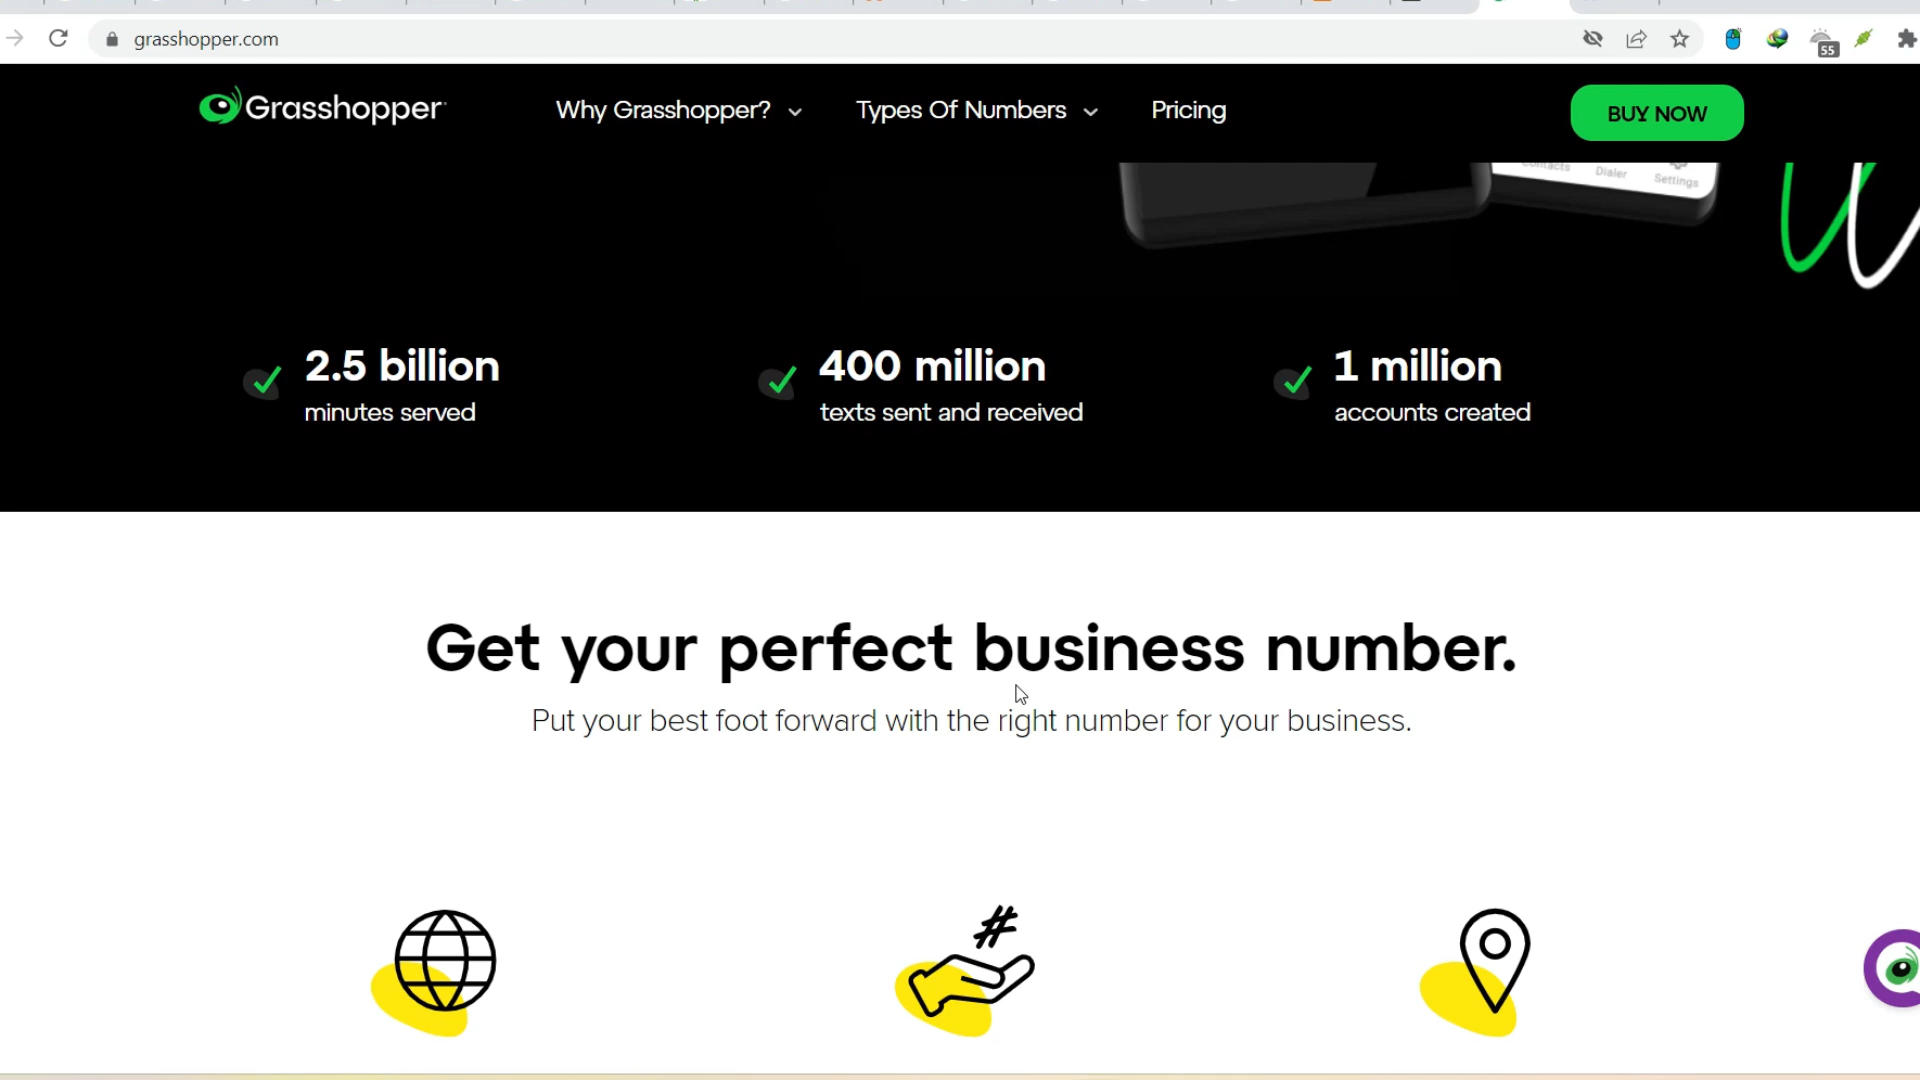 grasshopper.com
55
Grasshopper
Why Grasshopper?
Types Of Numbers
Pricing
BUY NOW
Contacts
Dialer
Settings
2.5 billion
minutes served
400 million
texts sent and received
1 million
accounts created
Get your perfect business number.
Put your best foot forward with the right number for your business.
#